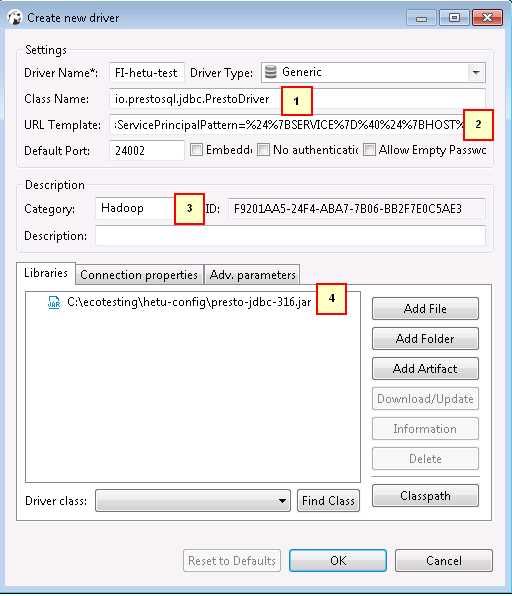 Create new driver
Settings
Driver Name*: FI-hetu-test Driver Type: Generic
Class Name: io.prestosql.jdbc.PrestoDriver 1
URL Template: :ServicePrincipalPattern=%24%7BSERVICE%7D%40%24%7BHOST% 2
Default Port: 24002 Embedde No authenticatio Allow Empty Passwc
Description
Category: Hadoop 3 ID: F9201AA5-24F4-ABA7-7B06-BB2F7E0C5AE3
Description:
Libraries Connection properties Adv. parameters
JAR C:\ecotesting\hetu-config\presto-jdbc-316.jar 4
Add File
Add Folder
Add Artifact
Download/Update
Information
Delete
Classpath
Driver class: Find Class
Reset to Defaults OK Cancel